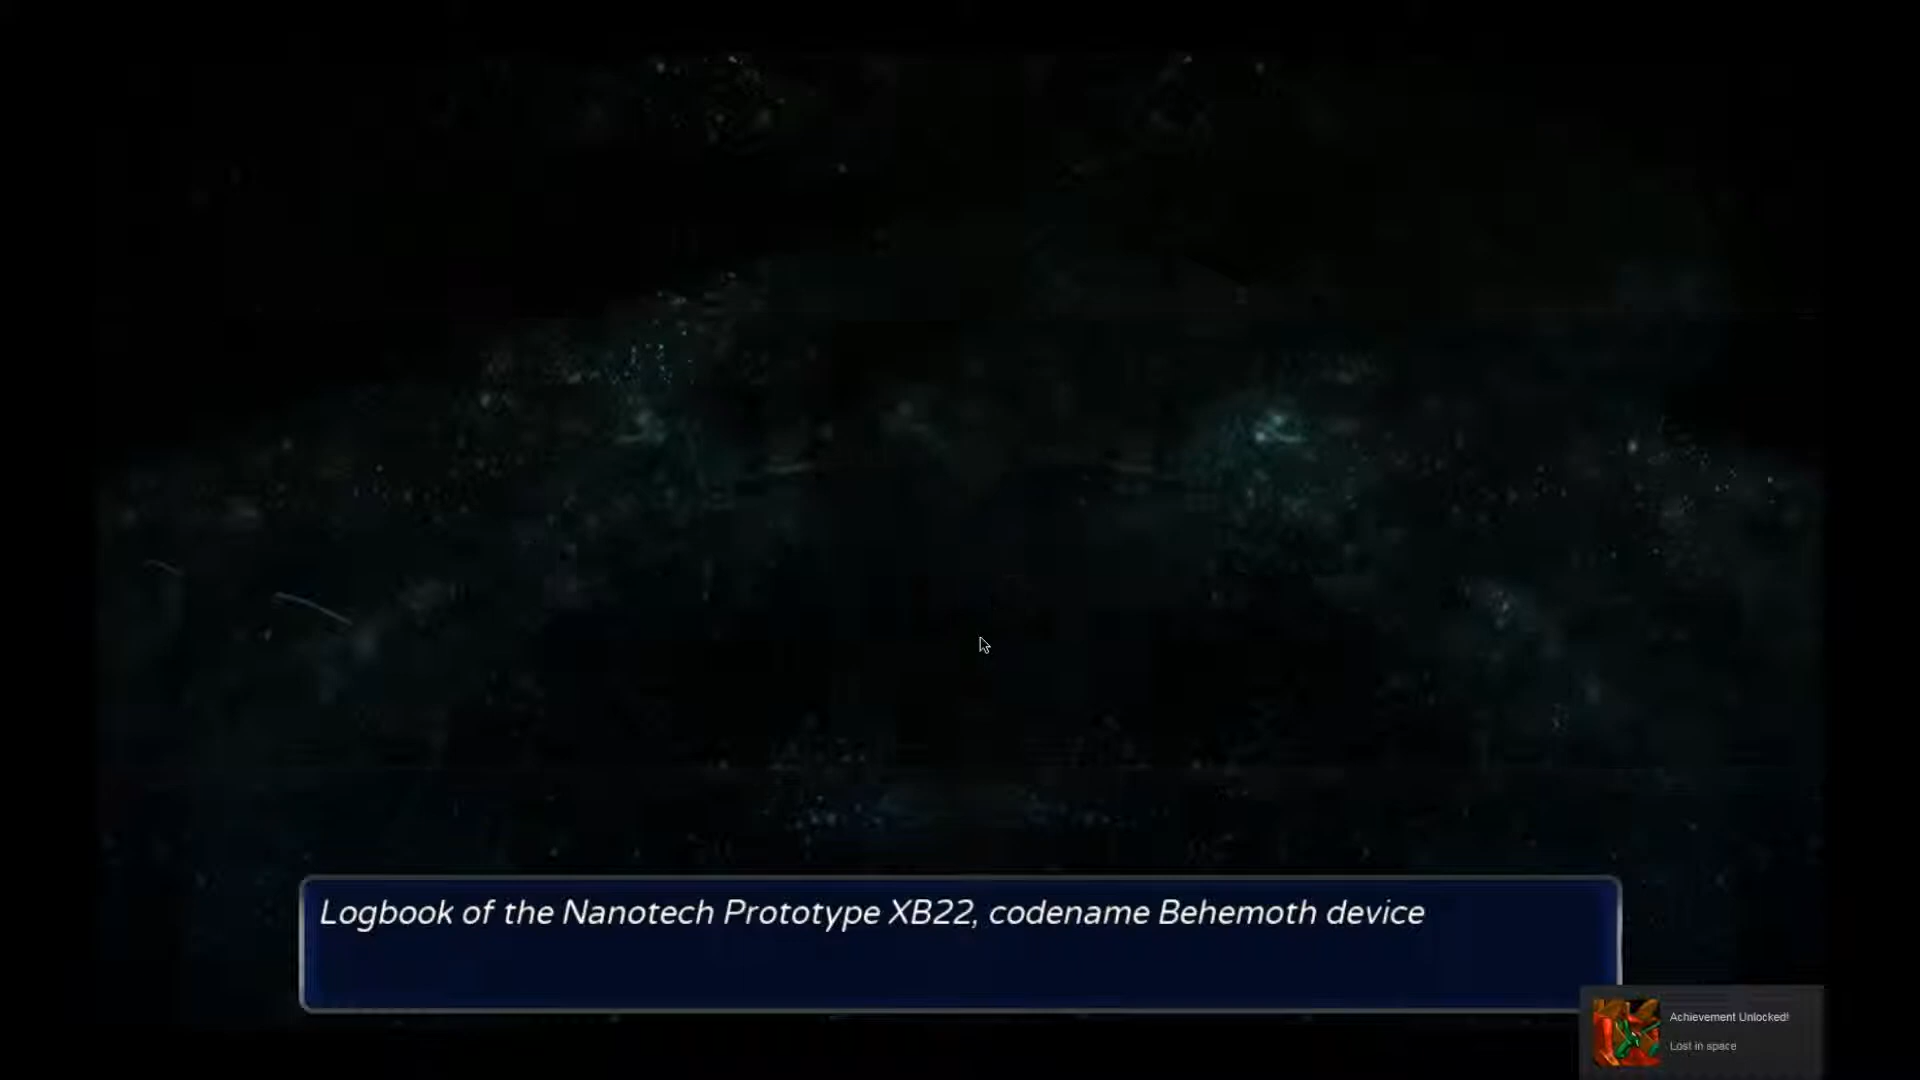 Logbook of the Nanotech Prototype XB22, codename Behemoth device
Achievement Unlocked!
Lost in space